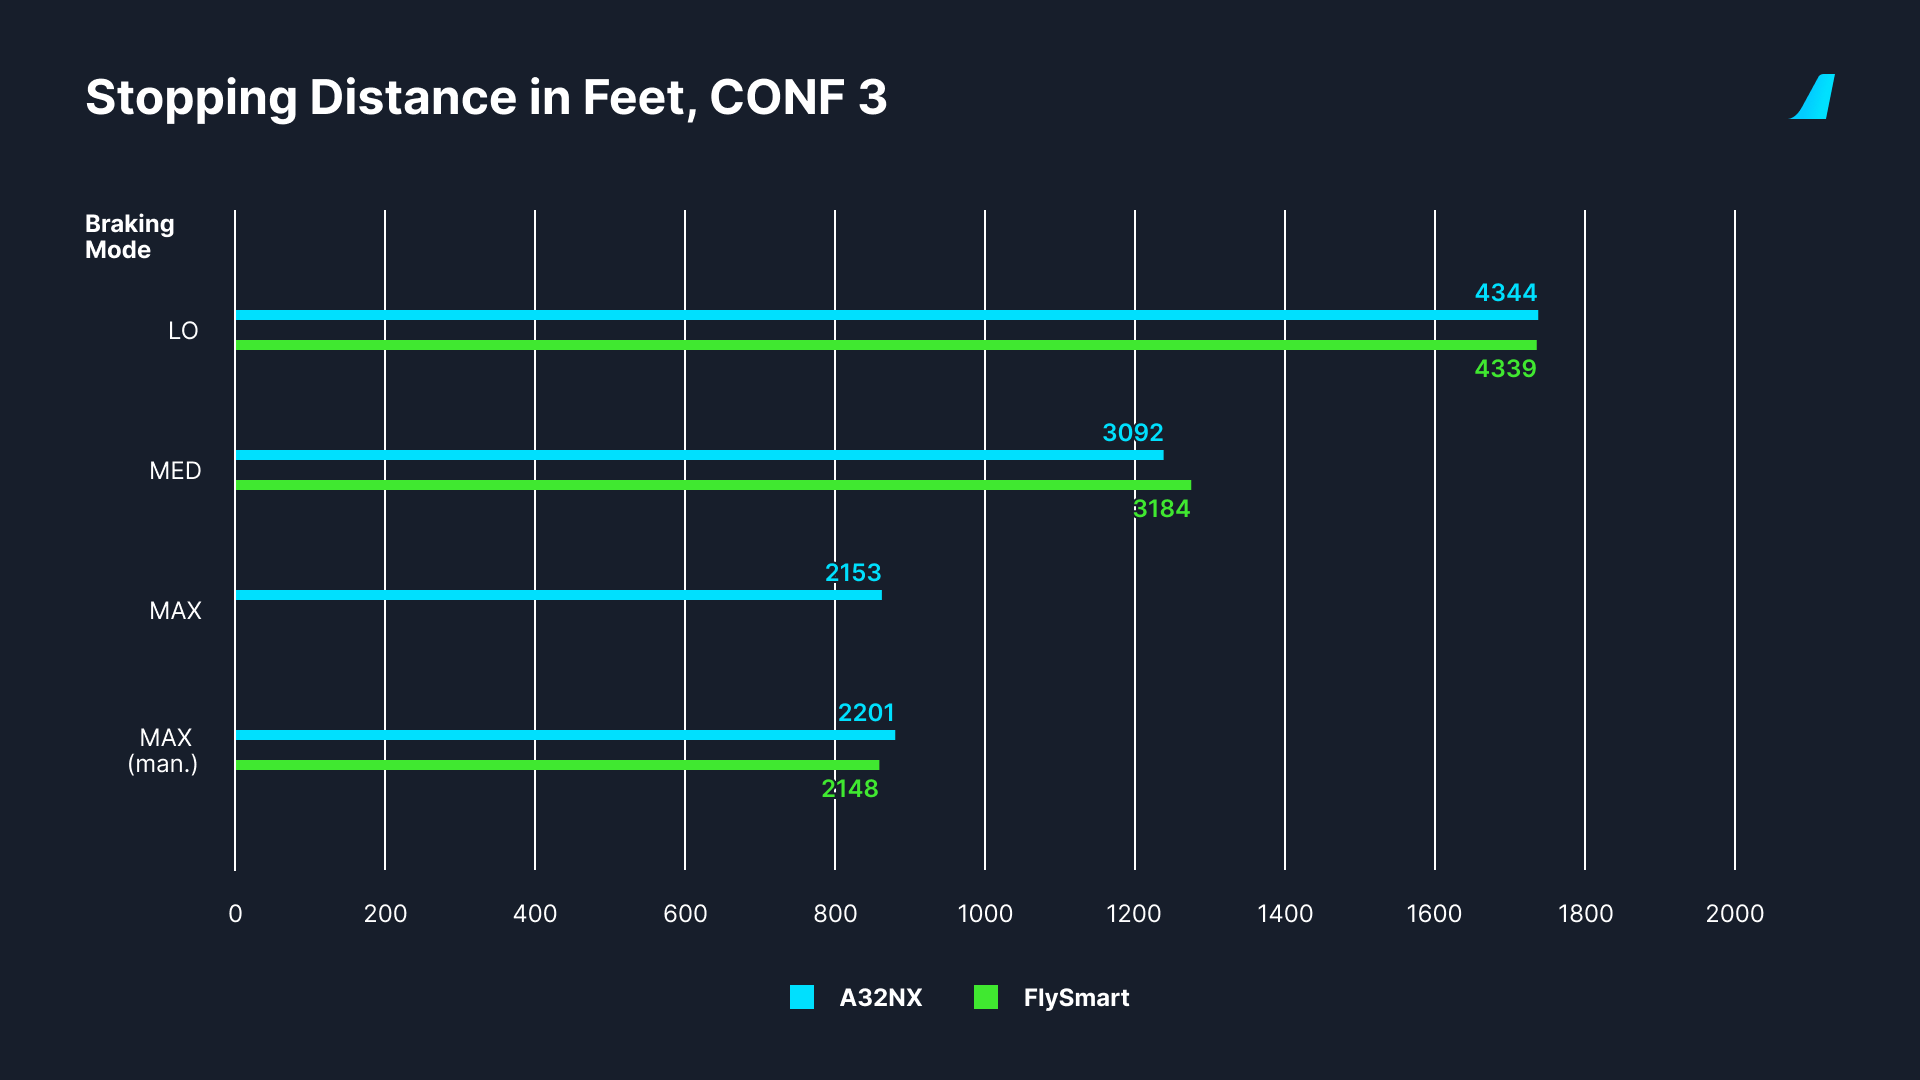 Stopping Distance in Feet, CONF 3
Braking
Mode
4344
LO
4339
3092
MED
3184
2153
MAX
2201
MAX
(man.)
2148
0 200 400 600 800 1000 1200 1400 1600 1800 2000
A32NX FlySmart